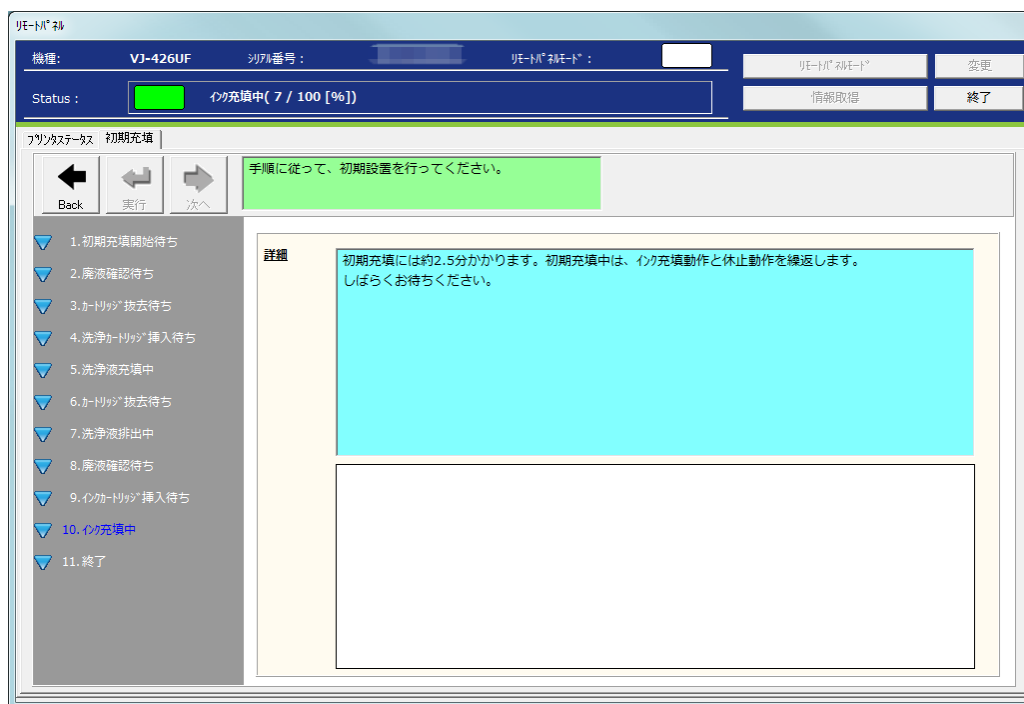 ﾘﾓｰﾄﾊﾟﾈﾙ
機種: VJ-426UF ｼﾘｱﾙ番号: ﾘﾓｰﾄﾊﾟﾈﾙﾓｰﾄﾞ:
ﾘﾓｰﾄﾊﾟﾈﾙﾓｰﾄﾞ 変更
Status : ｲﾝｸ充填中( 7 / 100 [%])
情報取得 終了
ﾌﾟﾘﾝﾀｽﾃｰﾀｽ 初期充填
Back 実行 次へ
手順に従って、初期設置を行ってください。
1.初期充填開始待ち
2.廃液確認待ち
3.ｶｰﾄﾘｯｼﾞ抜去待ち
4.洗浄ｶｰﾄﾘｯｼﾞ挿入待ち
5.洗浄液充填中
6.ｶｰﾄﾘｯｼﾞ抜去待ち
7.洗浄液排出中
8.廃液確認待ち
9.ｲﾝｸｶｰﾄﾘｯｼﾞ挿入待ち
10.ｲﾝｸ充填中
11.終了
詳細
初期充填には約2.5分かかります。初期充填中は、ｲﾝｸ充填動作と休止動作を繰返します。
しばらくお待ちください。